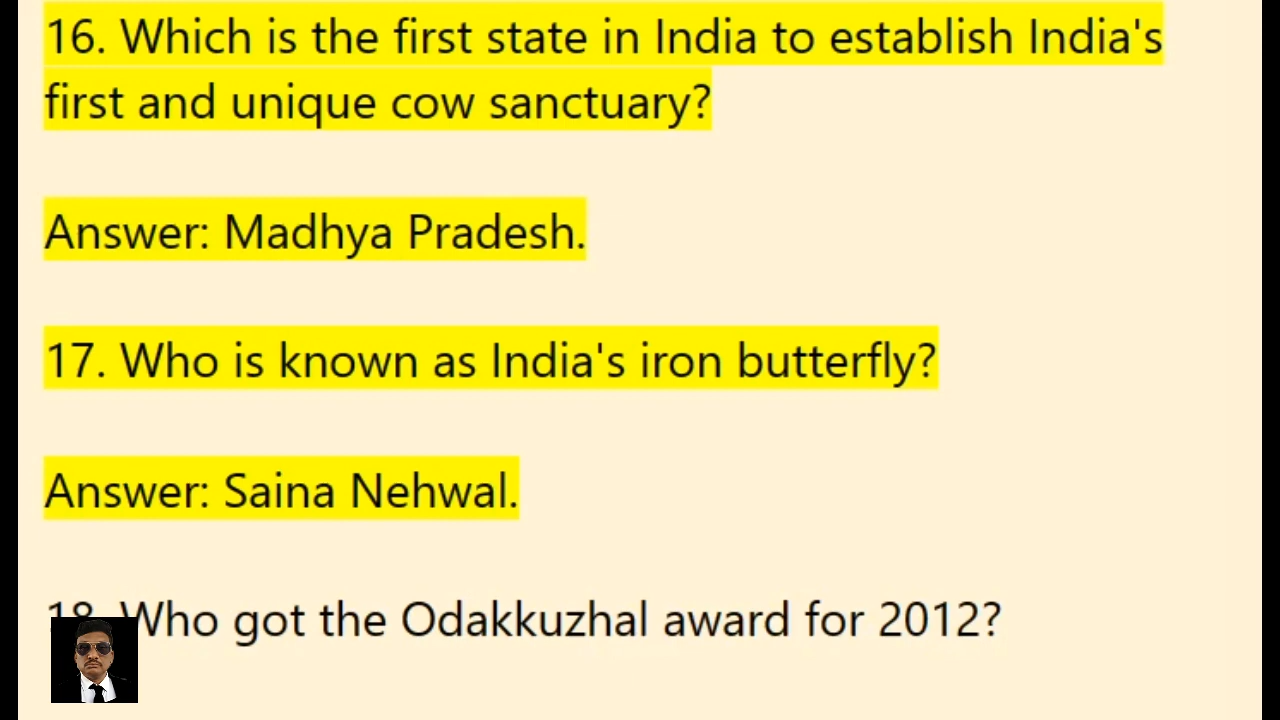 16. Which is the first state in India to establish India's
first and unique cow sanctuary?
Answer: Madhya Pradesh.
17. Who is known as India's iron butterfly?
Answer: Saina Nehwal.
18. Who got the Odakkuzhal award for 2012?